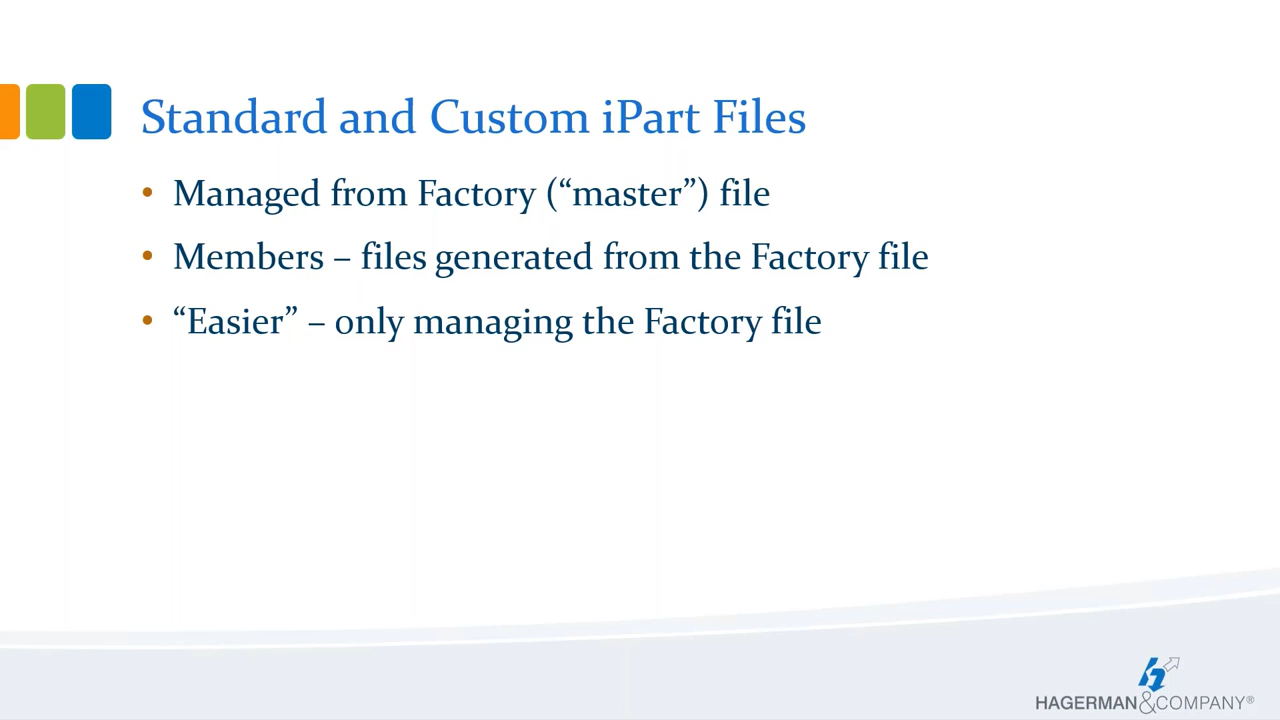 Standard and Custom iPart Files
• Managed from Factory (“master”) file
• Members – files generated from the Factory file
• “Easier” – only managing the Factory file
HAGERMAN&COMPANY®